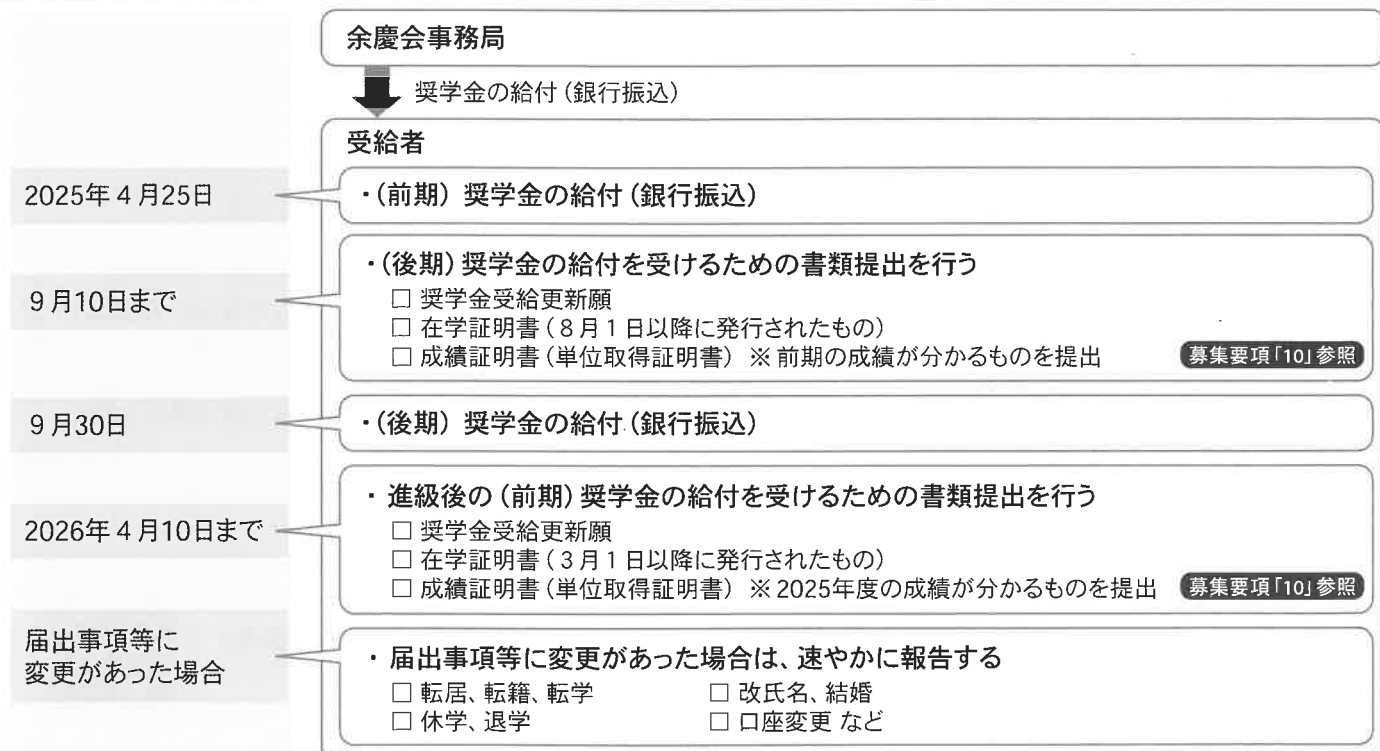 余慶会事務局
奨学金の給付(銀行振込)
受給者
2025年4月25日
・(前期) 奨学金の給付(銀行振込)
9月10日まで
・(後期) 奨学金の給付を受けるための書類提出を行う
□ 奨学金受給更新願
□ 在学証明書(8月1日以降に発行されたもの)
□ 成績証明書(単位取得証明書) ※前期の成績が分かるものを提出 募集要項「10」参照
9月30日
・(後期) 奨学金の給付(銀行振込)
2026年4月10日まで
・進級後の(前期) 奨学金の給付を受けるための書類提出を行う
□ 奨学金受給更新願
□ 在学証明書(3月1日以降に発行されたもの)
□ 成績証明書(単位取得証明書) ※2025年度の成績が分かるものを提出 募集要項「10」参照
届出事項等に
変更があった場合
・届出事項等に変更があった場合は、速やかに報告する
□ 転居、転籍、転学 □ 改氏名、結婚
□ 休学、退学 □ 口座変更 など